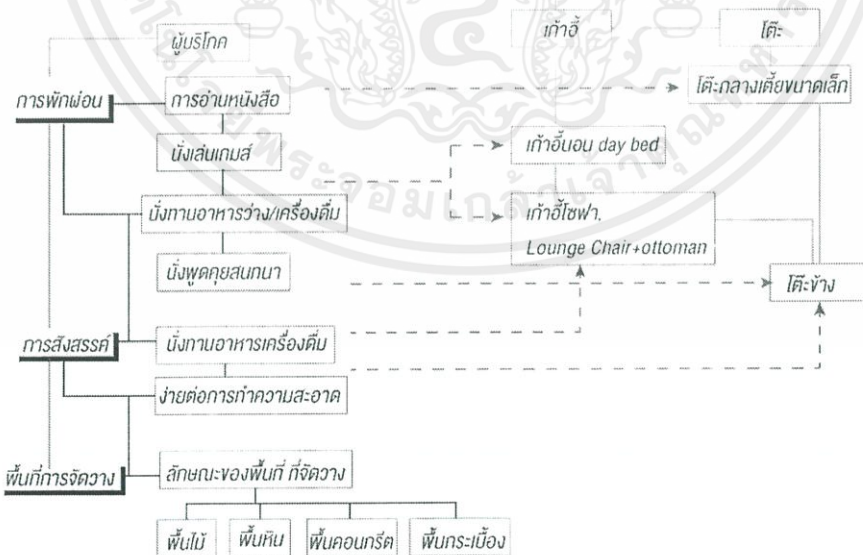 ผู้บริโภค
เก้าอี้
โต๊ะ
การพักผ่อน
การอ่านหนังสือ
โต๊ะกลางเตี้ยขนาดเล็ก
นั่งเล่นเกมส์
เก้าอี้นอน day bed
นั่งทานอาหารว่าง/เครื่องดื่ม
เก้าอี้โซฟา.
Lounge Chair+ottoman
นั่งพูดคุยสนทนา
โต๊ะข้าง
การสังสรรค์
นั่งทานอาหารเครื่องดื่ม
ง่ายต่อการทำความสะอาด
พื้นที่การจัดวาง
ลักษณะของพื้นที่ ที่จัดวาง
พื้นไม้
พื้นหิน
พื้นคอนกรีต
พื้นกระเบื้อง